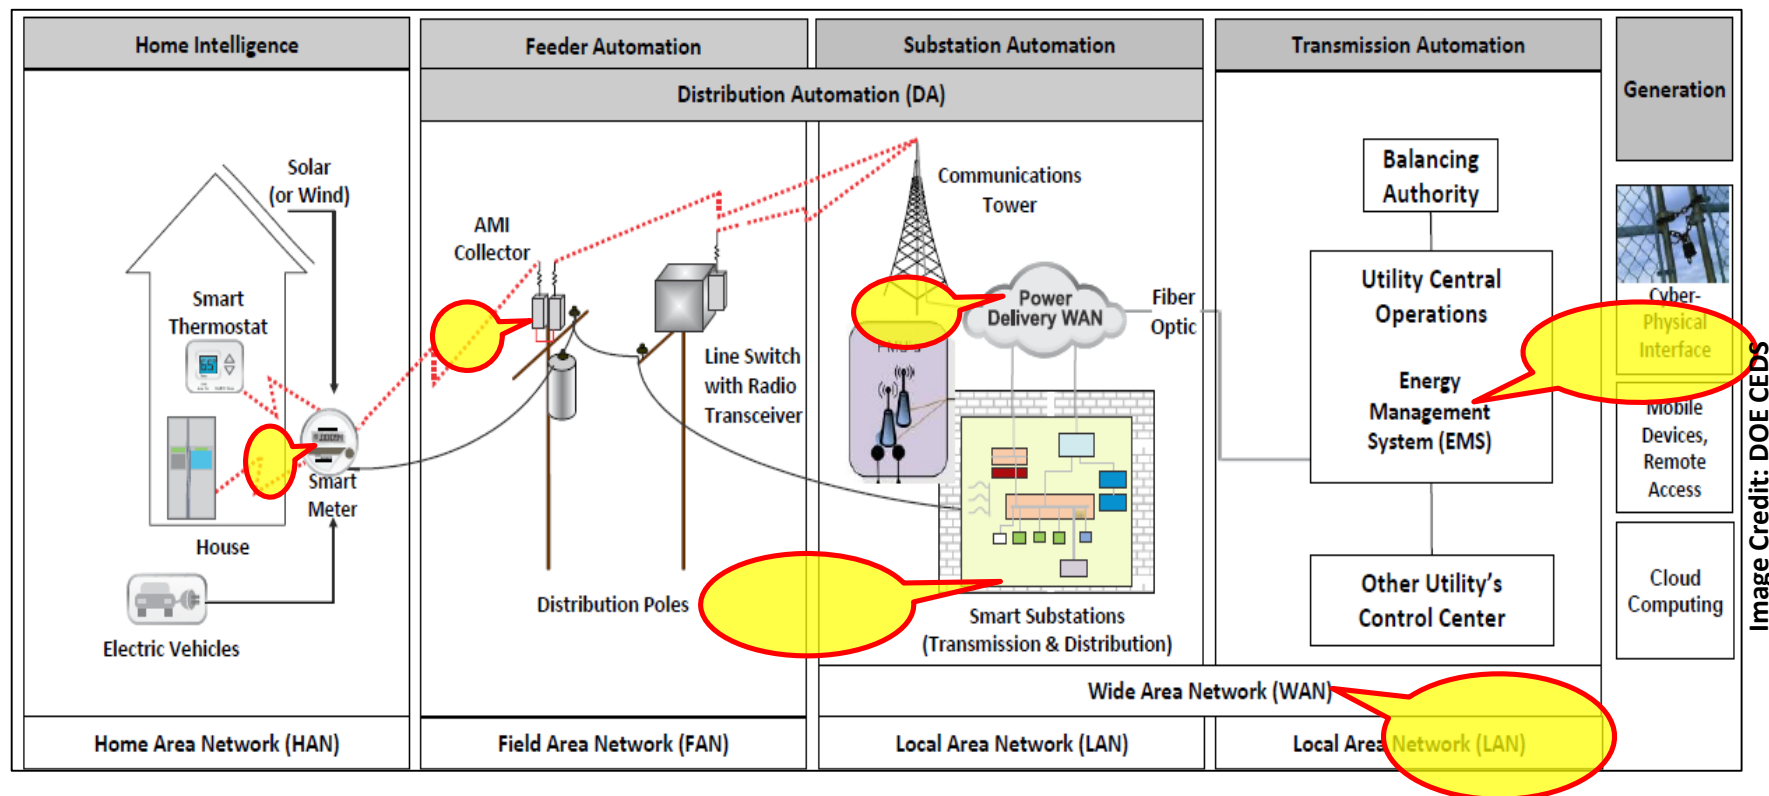 Home Intelligence
Feeder Automation
Substation Automation
Transmission Automation
Generation
Distribution Automation (DA)
Solar
(or Wind)
Smart
Thermostat
House
Smart
Meter
Electric Vehicles
AMI
Collector
Line Switch
with Radio
Transceiver
Distribution Poles
Communications
Tower
Power
Delivery WAN
Fiber
Optic
Smart Substations
(Transmission & Distribution)
Balancing
Authority
Utility Central
Operations
Energy
Management
System (EMS)
Other Utility's
Control Center
Cyber-
Physical
Interface
Mobile
Devices,
Remote
Access
Cloud
Computing
Wide Area Network (WAN)
Home Area Network (HAN)
Field Area Network (FAN)
Local Area Network (LAN)
Local Area Network (LAN)
Image Credit: DOE CEDS